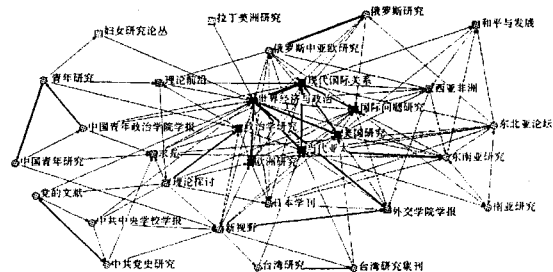 俄罗斯研究
拉丁美洲研究
和平与发展
妇女研究论丛
俄罗斯中亚欧研究
青年研究
理论前沿
现代国际关系
西亚非洲
世界经济与政治
国际问题研究
中国青年政治学院学报
政治学研究
美国研究
东北亚论坛
求实
当代亚太
东南亚研究
中国青年研究
欧洲研究
理论探讨
党的文献
日本学刊
外交学院学报
南亚研究
中共中央学校学报
新视野
中共党史研究
台湾研究
台湾研究集刊